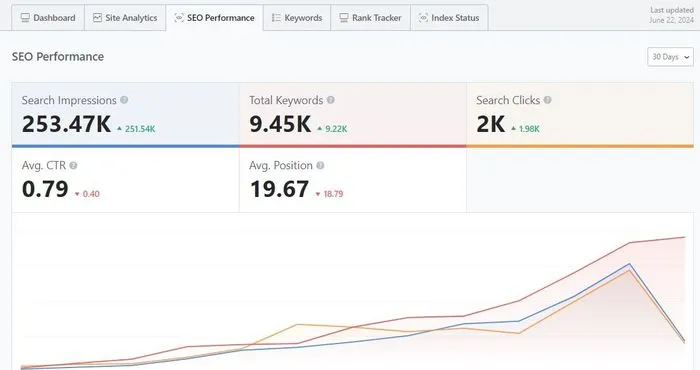 Dashboard Site Analytics SEO Performance Keywords Rank Tracker Index Status
Last updated
June 22, 2024
SEO Performance
30 Days
Search Impressions ?
253.47K 251.54K
Total Keywords ?
9.45K 9.22K
Search Clicks ?
2K 1.98K
Avg. CTR ?
0.79 0.40
Avg. Position ?
19.67 18.79